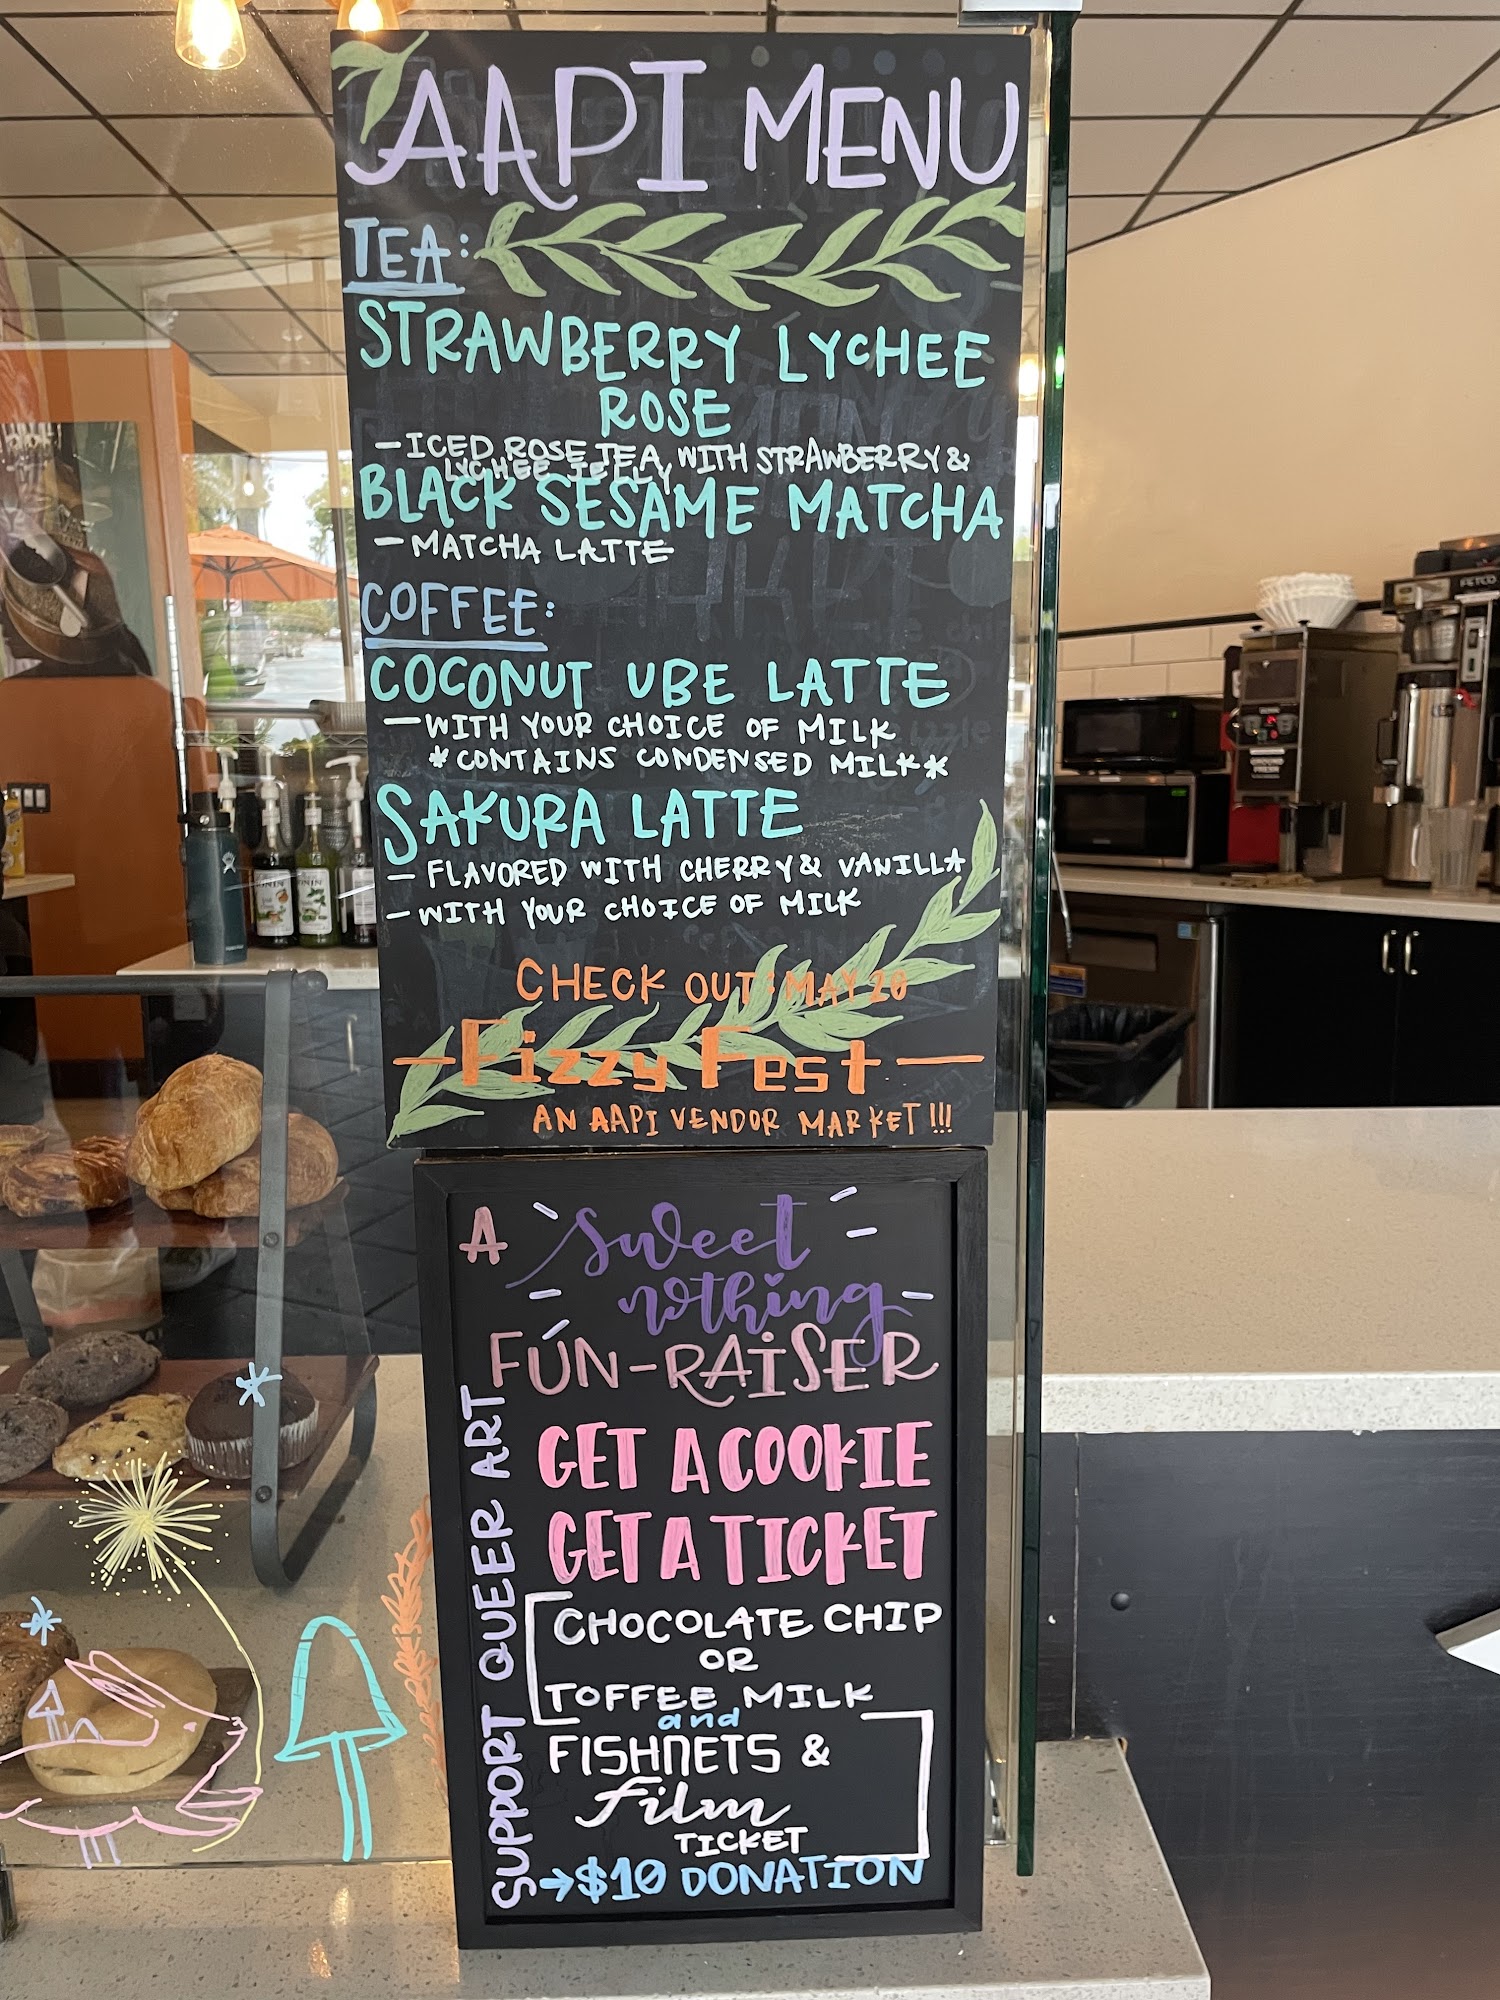 AAPI MENU
TEA:
STRAWBERRY LYCHEE
ROSE
- ICED ROSE TEA WITH STRAWBERRY &
LYCHEE JELLY
BLACK SESAME MATCHA
- MATCHA LATTE
COFFEE:
COCONUT UBE LATTE
- WITH YOUR CHOICE OF MILK
*CONTAINS CONDENSED MILK*
SAKURA LATTE
- FLAVORED WITH CHERRY & VANILLA
- WITH YOUR CHOICE OF MILK
CHECK OUT: MAY 20
- Fizzy Fest -
AN AAPI VENDOR MARKET!!!
A sweet
nothing
FUN-RAISER
GET A COOKIE
GET A TICKET
CHOCOLATE CHIP
OR
TOFFEE MILK
and
FISHNETS &
film
TICKET
→$10 DONATION
SUPPORT QUEER ART
FETCO
MONIN